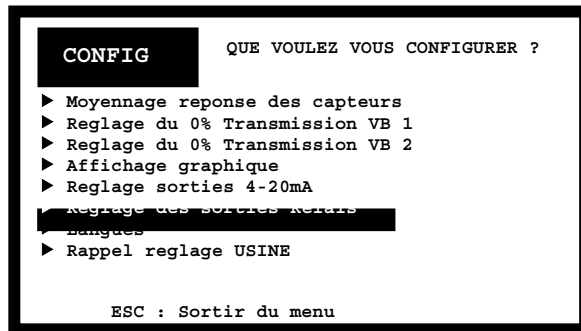 CONFIG
QUE VOULEZ VOUS CONFIGURER ?
Moyennage reponse des capteurs
Reglage du 0% Transmission VB 1
Reglage du 0% Transmission VB 2
Affichage graphique
Reglage sorties 4-20mA
Reglage des sorties Relais
Langues
Rappel reglage USINE
ESC : Sortir du menu